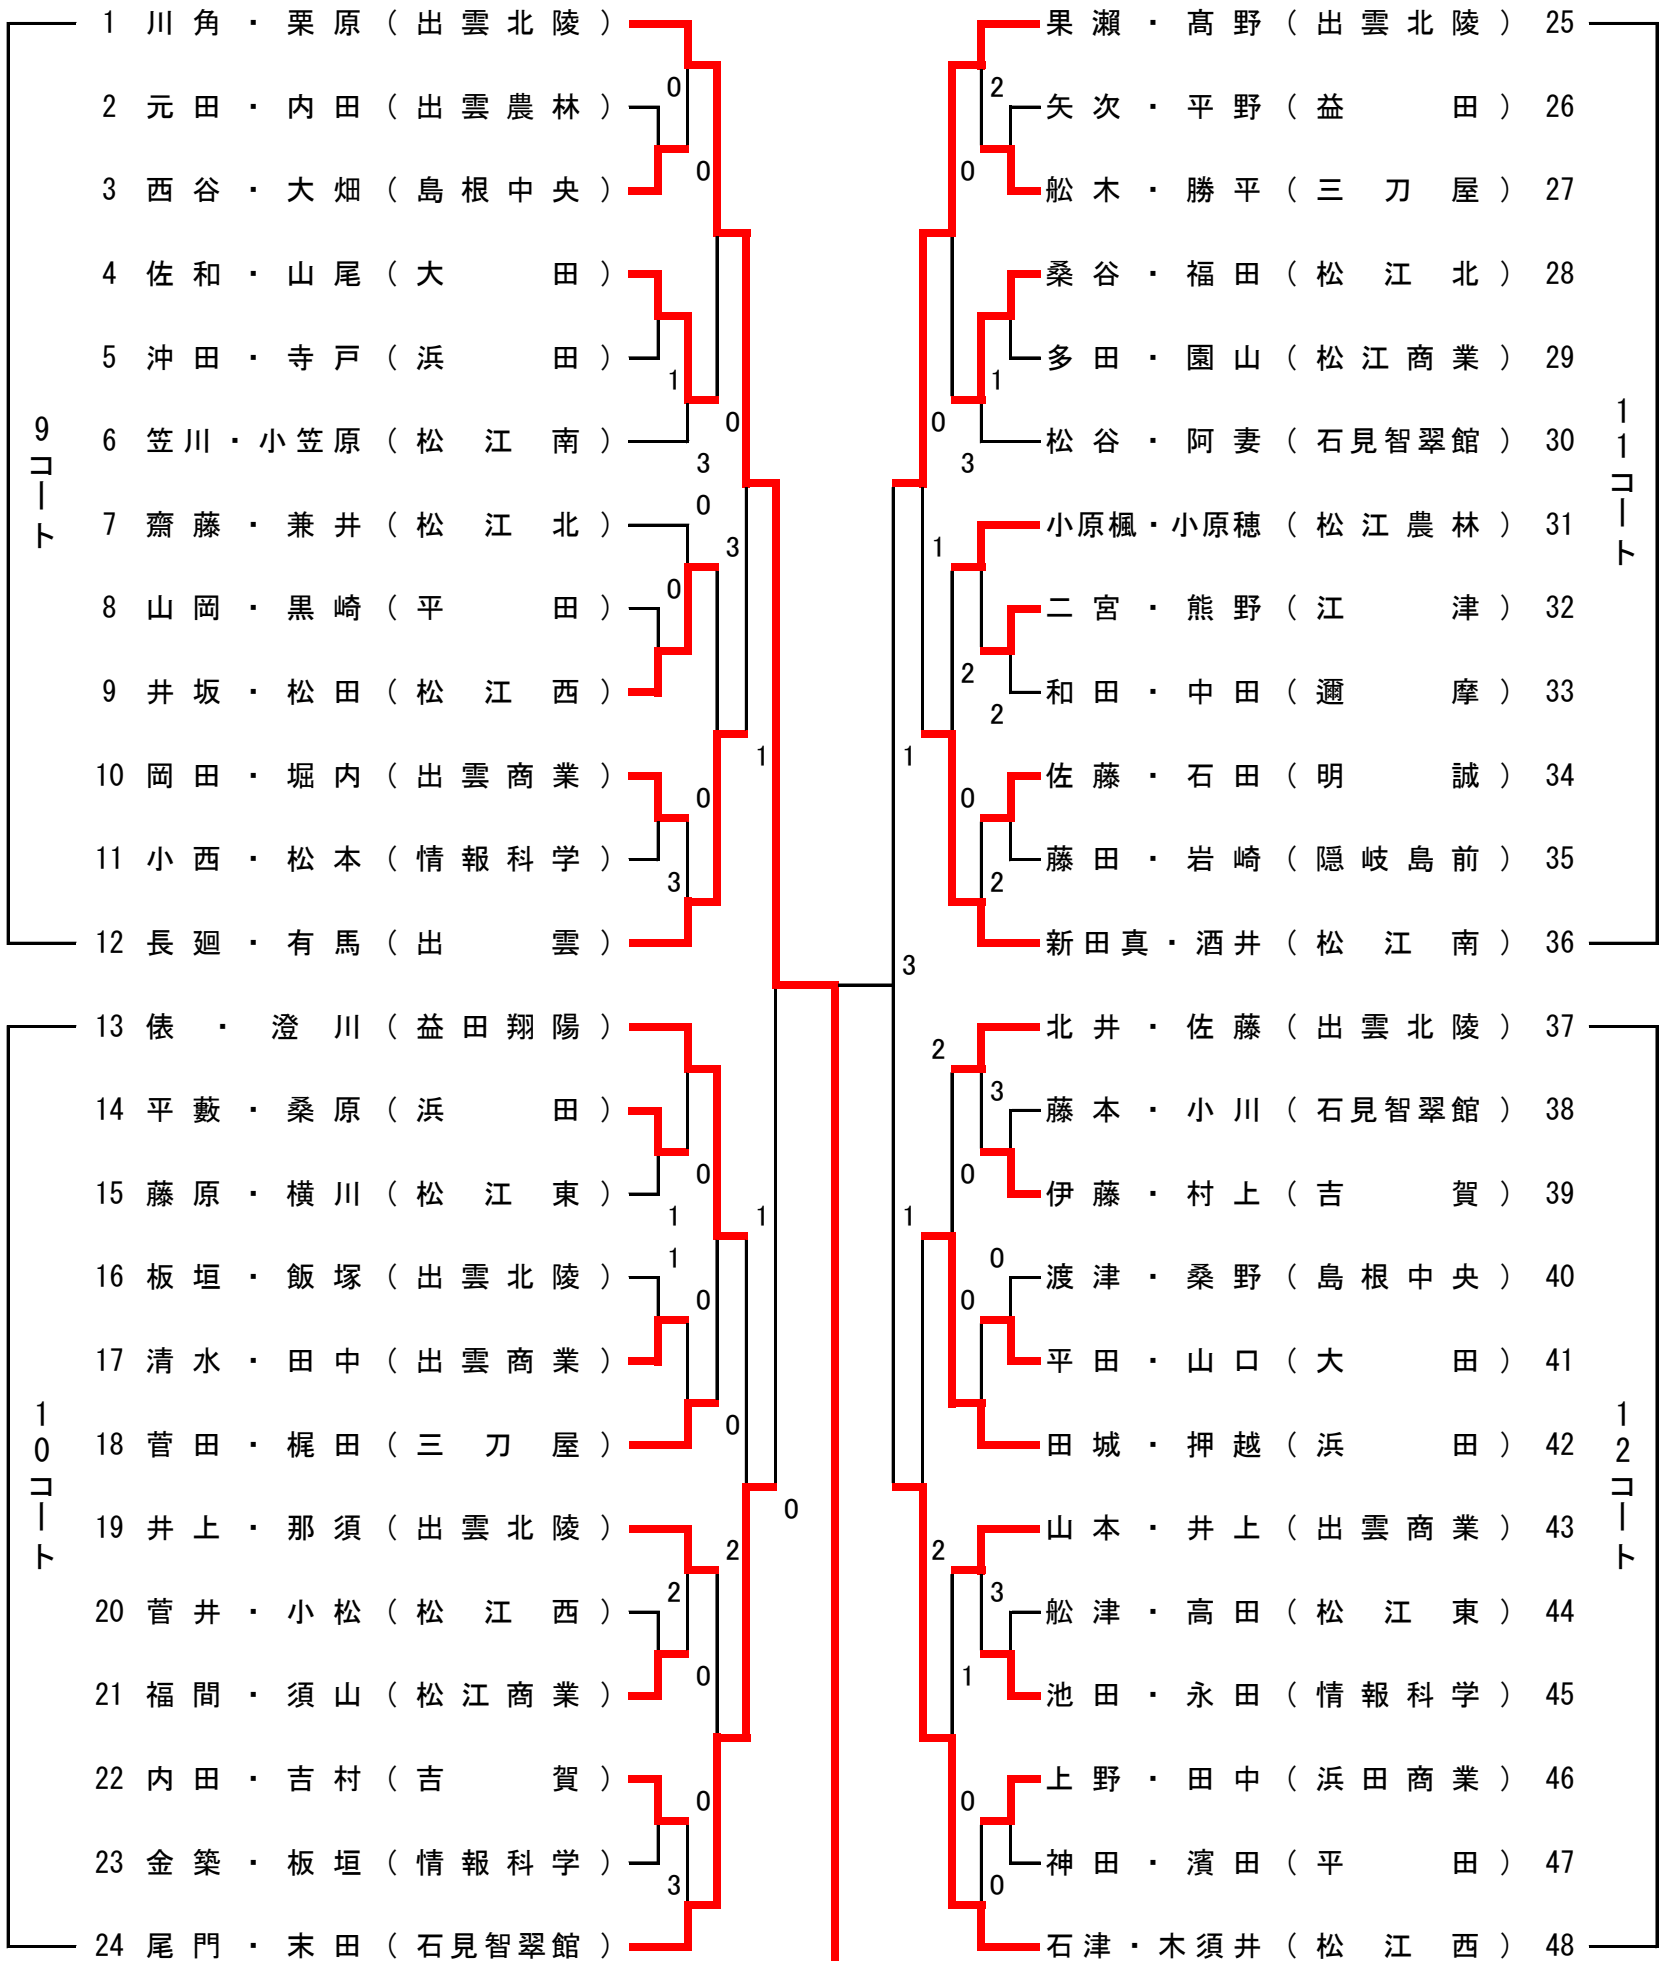 1 川角・栗原（出雲北陵）
2 元田・内田（出雲農林）
3 西谷・大畑（島根中央）
4 佐和・山尾（大田）
5 沖田・寺戸（浜田）
6 笠川・小笠原（松江南）
7 齋藤・兼井（松江北）
8 山岡・黒崎（平田）
9 井坂・松田（松江西）
10 岡田・堀内（出雲商業）
11 小西・松本（情報科学）
12 長廻・有馬（出雲）
9コート
13 俵・澄川（益田翔陽）
14 平藪・桑原（浜田）
15 藤原・横川（松江東）
16 板垣・飯塚（出雲北陵）
17 清水・田中（出雲商業）
18 菅田・梶田（三刀屋）
19 井上・那須（出雲北陵）
20 菅井・小松（松江西）
21 福間・須山（松江商業）
22 内田・吉村（吉賀）
23 金築・板垣（情報科学）
24 尾門・末田（石見智翠館）
10コート
0
0
1
0
3
0
3
0
1
0
3
0
1
1
1
0
0
0
2
2
0
0
3
果瀬・髙野（出雲北陵） 25
矢次・平野（益田） 26
舩木・勝平（三刀屋） 27
桑谷・福田（松江北） 28
多田・園山（松江商業） 29
松谷・阿妻（石見智翠館） 30
小原楓・小原穂（松江農林） 31
二宮・熊野（江津） 32
和田・中田（邇摩） 33
佐藤・石田（明誠） 34
藤田・岩崎（隠岐島前） 35
新田真・酒井（松江南） 36
11コート
北井・佐藤（出雲北陵） 37
藤本・小川（石見智翠館） 38
伊藤・村上（吉賀） 39
渡津・桑野（島根中央） 40
平田・山口（大田） 41
田城・押越（浜田） 42
山本・井上（出雲商業） 43
舩津・高田（松江東） 44
池田・永田（情報科学） 45
上野・田中（浜田商業） 46
神田・濱田（平田） 47
石津・木須井（松江西） 48
12コート
2
0
1
0
3
1
2
2
1
0
2
3
2
3
0
1
0
0
2
3
1
0
0